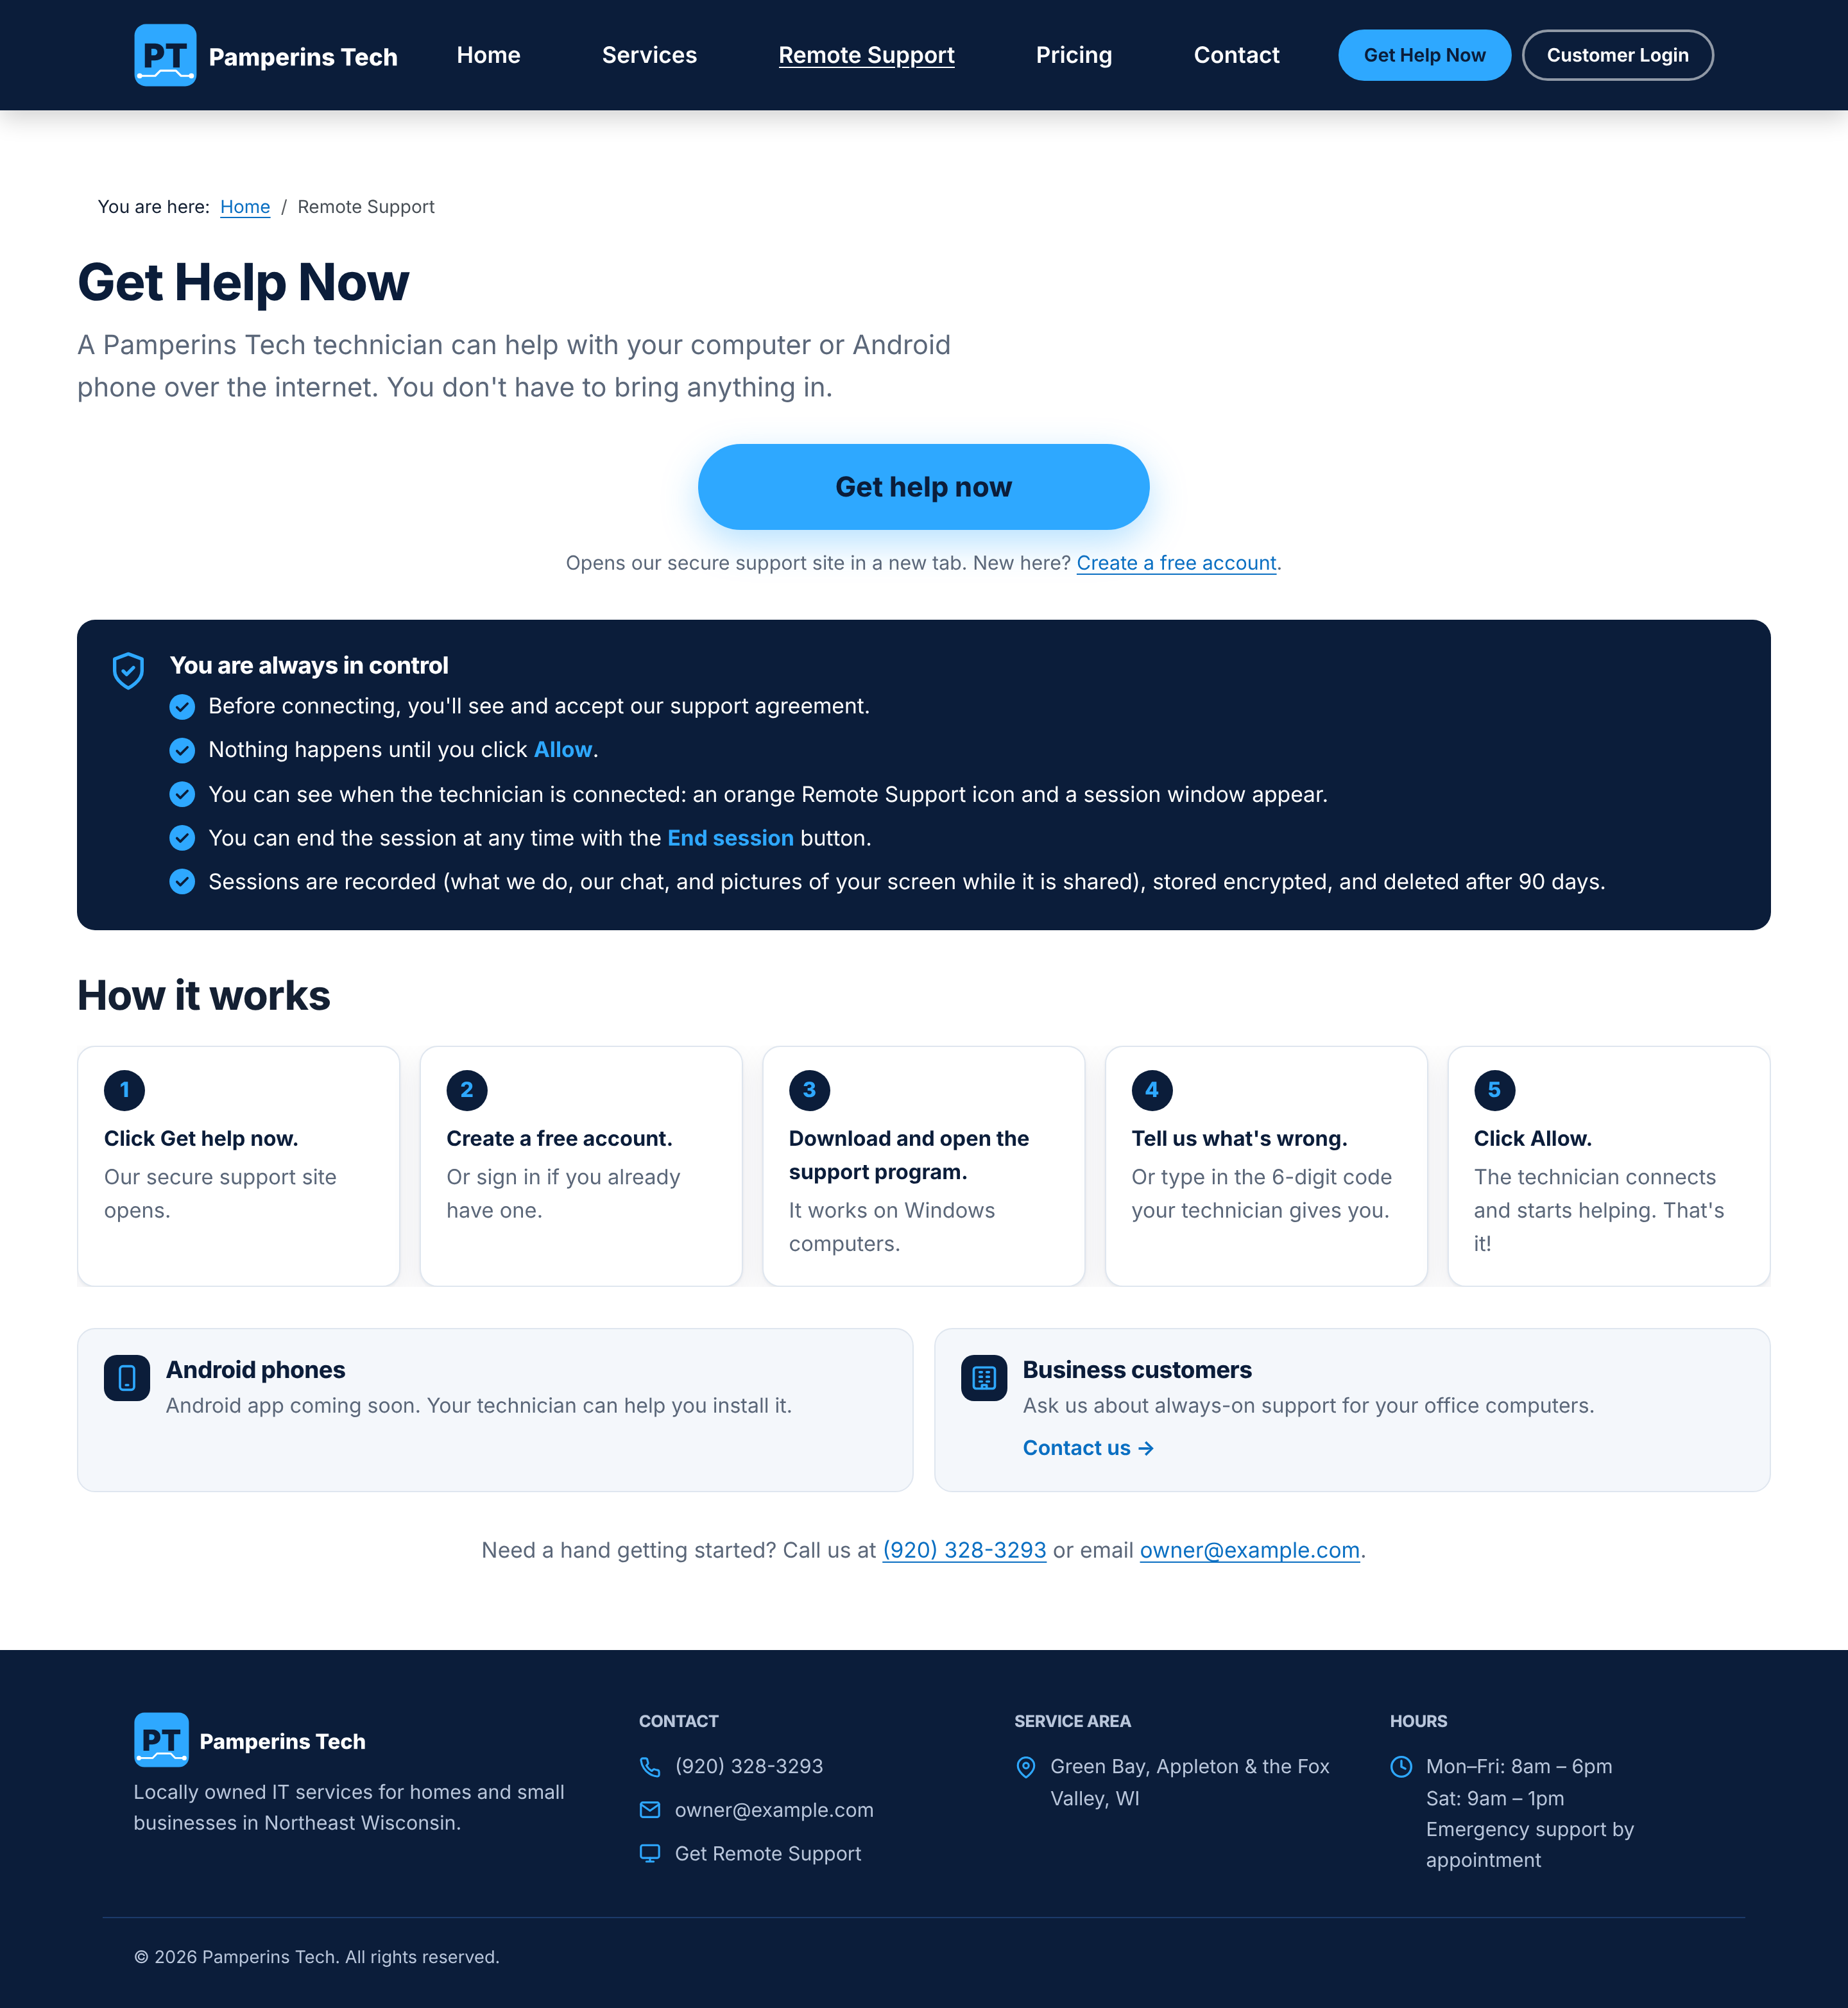 PT Pamperins Tech Home Services Remote Support Pricing Contact Get Help Now Customer Login
You are here: Home / Remote Support
Get Help Now
A Pamperins Tech technician can help with your computer or Android
phone over the internet. You don't have to bring anything in.
Get help now
Opens our secure support site in a new tab. New here? Create a free account.
You are always in control
Before connecting, you'll see and accept our support agreement.
Nothing happens until you click Allow.
You can see when the technician is connected: an orange Remote Support icon and a session window appear.
You can end the session at any time with the End session button.
Sessions are recorded (what we do, our chat, and pictures of your screen while it is shared), stored encrypted, and deleted after 90 days.
How it works
1
Click Get help now.
Our secure support site
opens.
2
Create a free account.
Or sign in if you already
have one.
3
Download and open the
support program.
It works on Windows
computers.
4
Tell us what's wrong.
Or type in the 6-digit code
your technician gives you.
5
Click Allow.
The technician connects
and starts helping. That's
it!
Android phones
Android app coming soon. Your technician can help you install it.
Business customers
Ask us about always-on support for your office computers.
Contact us →
Need a hand getting started? Call us at (920) 328-3293 or email owner@example.com.
PT Pamperins Tech
Locally owned IT services for homes and small
businesses in Northeast Wisconsin.
CONTACT
(920) 328-3293
owner@example.com
Get Remote Support
SERVICE AREA
Green Bay, Appleton & the Fox
Valley, WI
HOURS
Mon–Fri: 8am – 6pm
Sat: 9am – 1pm
Emergency support by
appointment
© 2026 Pamperins Tech. All rights reserved.